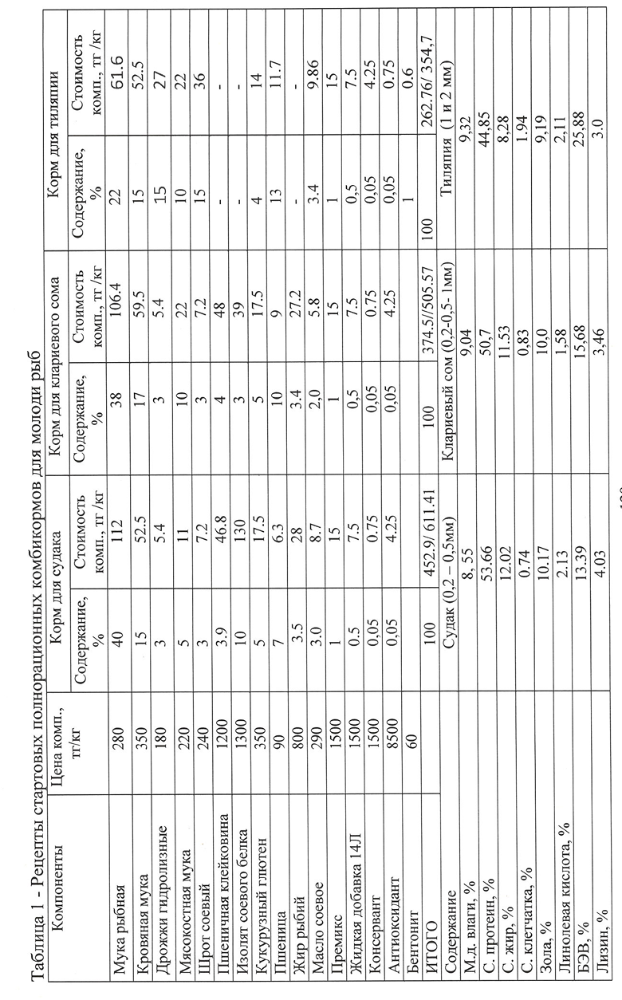 Таблица 1 - Рецепты стартовых полнорационных комбикормов для молоди рыб
Компоненты | Цена комп., тг/кг | Корм для судака | Корм для клариевого сома | Корм для тиляпии
Содержание, % | Стоимость комп., тг /кг | Содержание, % | Стоимость комп., тг /кг | Содержание, % | Стоимость комп., тг /кг
Мука рыбная | 280 | 40 | 112 | 38 | 106.4 | 22 | 61.6
Кровяная мука | 350 | 15 | 52.5 | 17 | 59.5 | 15 | 52.5
Дрожжи гидролизные | 180 | 3 | 5.4 | 3 | 5.4 | 15 | 27
Мясокостная мука | 220 | 5 | 11 | 10 | 22 | 10 | 22
Шрот соевый | 240 | 3 | 7.2 | 3 | 7.2 | 15 | 36
Пшеничная клейковина | 1200 | 3.9 | 46.8 | 4 | 48 | - | -
Изолят соевого белка | 1300 | 10 | 130 | 3 | 39 | - | -
Кукурузный глютен | 350 | 5 | 17.5 | 5 | 17.5 | 4 | 14
Пшеница | 90 | 7 | 6.3 | 10 | 9 | 13 | 11.7
Жир рыбий | 800 | 3.5 | 28 | 3.4 | 27.2 | - | -
Масло соевое | 290 | 3.0 | 8.7 | 2,0 | 5.8 | 3.4 | 9.86
Премикс | 1500 | 1 | 15 | 1 | 15 | 1 | 15
Жидкая добавка 14Л | 1500 | 0.5 | 7.5 | 0,5 | 7.5 | 0,5 | 7.5
Консервант | 1500 | 0,05 | 0.75 | 0,05 | 0.75 | 0,05 | 4.25
Антиоксидант | 8500 | 0,05 | 4.25 | 0,05 | 4.25 | 0,05 | 0.75
Бентонит | 60 | 1 | 0.6
ИТОГО | 100 | 452.9/ 611.41 | 100 | 374.5//505.57 | 100 | 262.76/ 354,7
Содержание | Судак (0,2 – 0,5мм) | Клариевый сом (0,2-0,5- 1мм) | Тиляпия (1 и 2 мм)
М.д. влаги, % | 8, 55 | 9,04 | 9,32
С. протеин, % | 53.66 | 50,7 | 44,85
С. жир, % | 12.02 | 11.53 | 8,28
С. клетчатка, % | 0.74 | 0,83 | 1.94
Зола, % | 10.17 | 10,0 | 9,19
Линолевая кислота, % | 2.13 | 1,58 | 2,11
БЭВ, % | 13.39 | 15,68 | 25,88
Лизин, % | 4.03 | 3,46 | 3.0